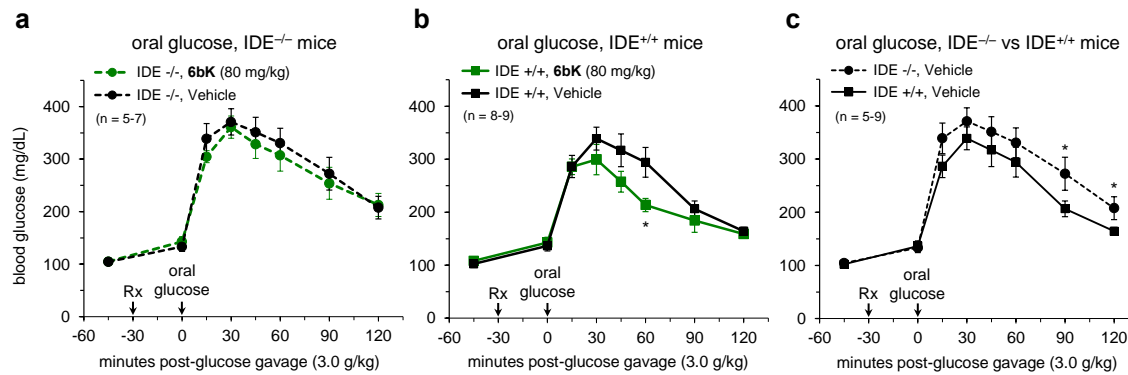 a
oral glucose, IDE–/– mice
IDE -/-, 6bK (80 mg/kg)
IDE -/-, Vehicle
(n = 5-7)
blood glucose (mg/dL)
400
300
200
100
0
Rx
oral
glucose
-60 -30 0 30 60 90 120
minutes post-glucose gavage (3.0 g/kg)
b
oral glucose, IDE+/+ mice
IDE +/+, 6bK (80 mg/kg)
IDE +/+, Vehicle
(n = 8-9)
400
300
200
100
0
*
Rx
oral
glucose
-60 -30 0 30 60 90 120
minutes post-glucose gavage (3.0 g/kg)
c
oral glucose, IDE–/– vs IDE+/+ mice
IDE -/-, Vehicle
IDE +/+, Vehicle
(n = 5-9)
400
300
200
100
0
*
*
Rx
oral
glucose
-60 -30 0 30 60 90 120
minutes post-glucose gavage (3.0 g/kg)